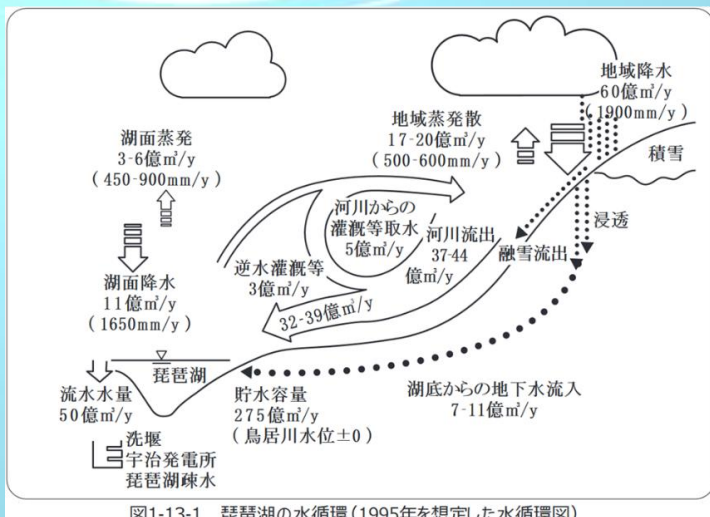 地域降水
60億㎥/y
(1900mm/y)
積雪
地域蒸発散
17-20億㎥/y
(500-600mm/y)
湖面蒸発
3-6億㎥/y
(450-900mm/y)
浸透
河川からの
灌漑等取水
5億㎥/y
河川流出
37-44
億㎥/y
融雪流出
逆水灌漑等
3億㎥/y
32-39億㎥/y
湖面降水
11億㎥/y
(1650mm/y)
琵琶湖
流水水量
50億㎥/y
貯水容量
275億㎥/y
(鳥居川水位±0)
湖底からの地下水流入
7-11億㎥/y
洗堰
宇治発電所
琵琶湖疎水
図1-13-1 琵琶湖の水循環(1995年を想定した水循環図)